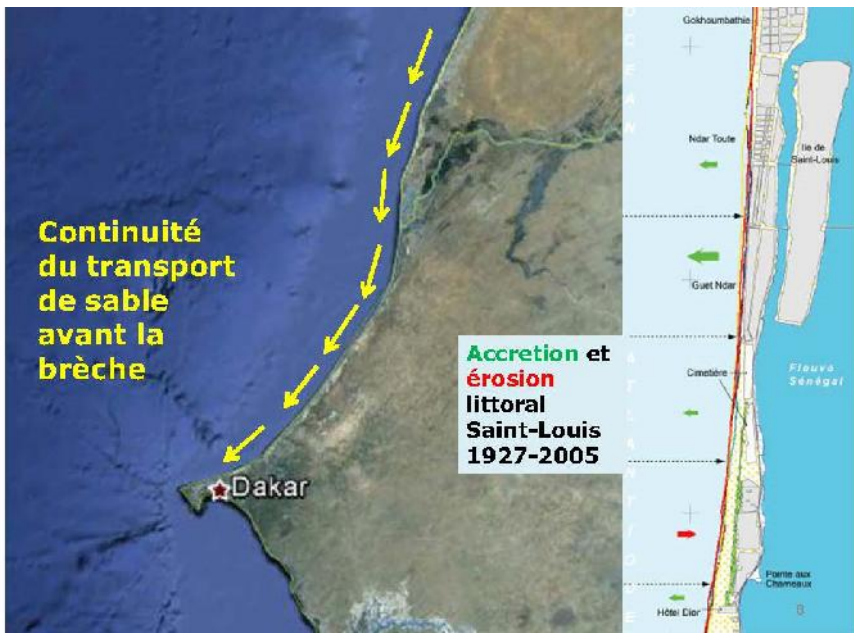 Continuité
du transport
de sable
avant la
brèche
Dakar
Accretion et
érosion
littoral
Saint-Louis
1927-2005
Gokhoumbathie
Ndar Toute
Ile de
Saint-Louis
Guet Ndar
Cimetière
Fleuve
Sénégal
Pointe aux
Chameaux
Hôtel Dior
8